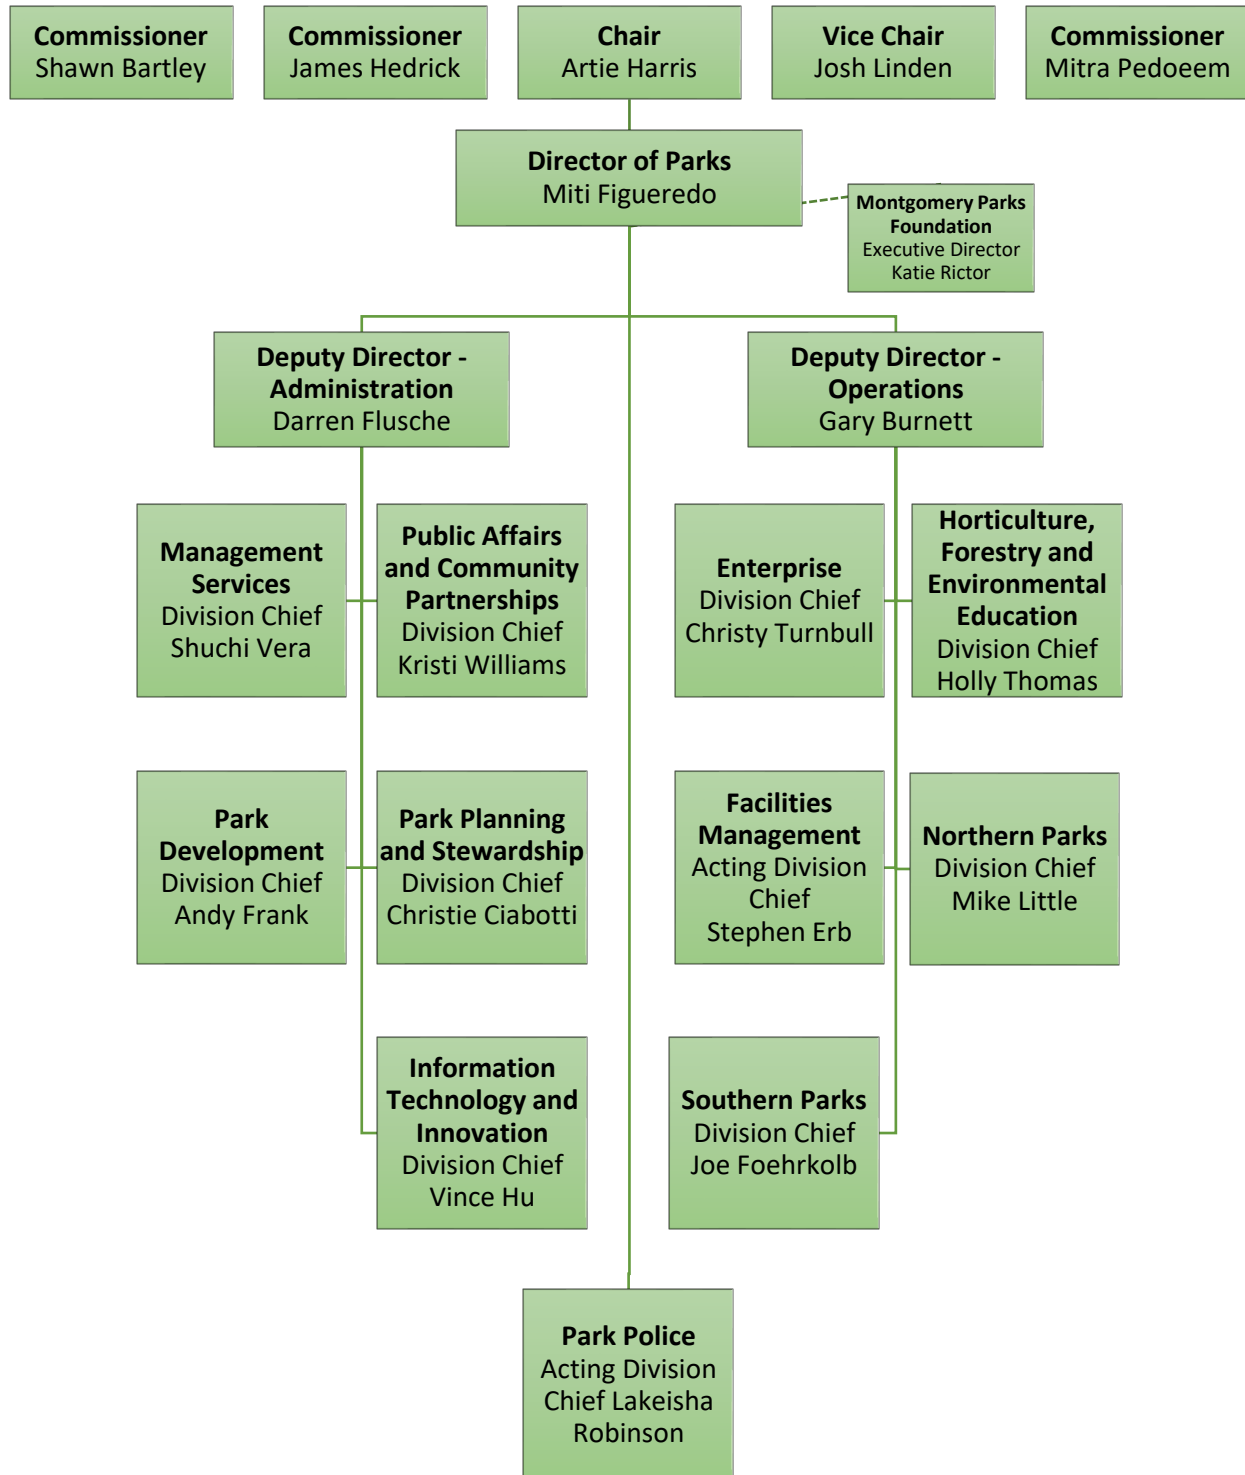 Commissioner
Shawn Bartley
Commissioner
James Hedrick
Chair
Artie Harris
Vice Chair
Josh Linden
Commissioner
Mitra Pedoeem
Director of Parks
Miti Figueredo
Montgomery Parks
Foundation
Executive Director
Katie Rictor
Deputy Director -
Administration
Darren Flusche
Deputy Director -
Operations
Gary Burnett
Management
Services
Division Chief
Shuchi Vera
Public Affairs
and Community
Partnerships
Division Chief
Kristi Williams
Enterprise
Division Chief
Christy Turnbull
Horticulture,
Forestry and
Environmental
Education
Division Chief
Holly Thomas
Park
Development
Division Chief
Andy Frank
Park Planning
and Stewardship
Division Chief
Christie Ciabotti
Facilities
Management
Acting Division
Chief
Stephen Erb
Northern Parks
Division Chief
Mike Little
Information
Technology and
Innovation
Division Chief
Vince Hu
Southern Parks
Division Chief
Joe Foehrkolb
Park Police
Acting Division
Chief Lakeisha
Robinson